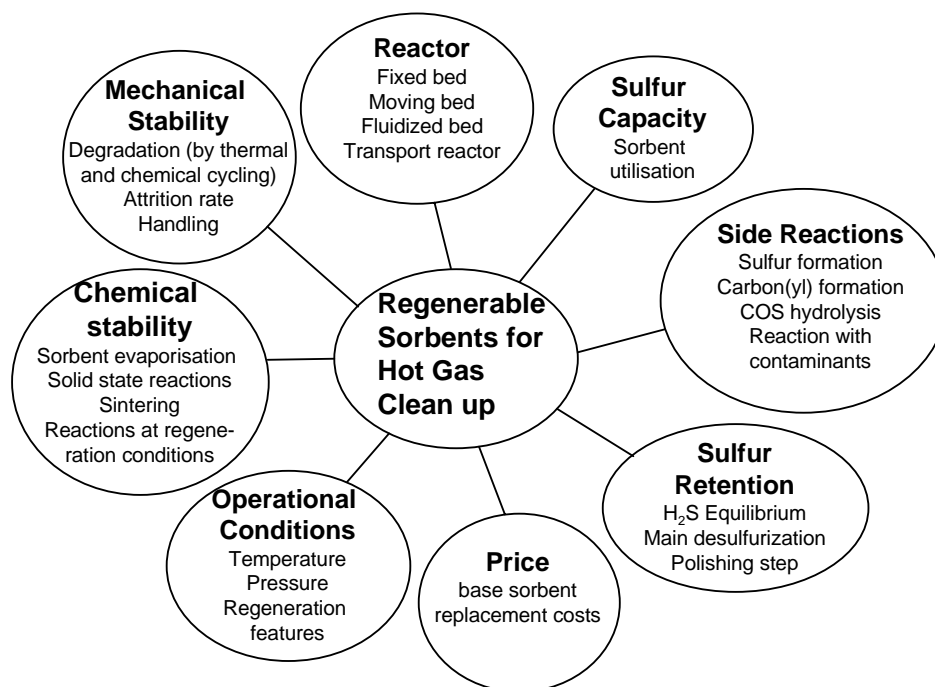 Reactor
Fixed bed
Moving bed
Fluidized bed
Transport reactor
Mechanical
Stability
Degradation (by thermal
and chemical cycling)
Attrition rate
Handling
Sulfur
Capacity
Sorbent
utilisation
Side Reactions
Sulfur formation
Carbon(yl) formation
COS hydrolysis
Reaction with
contaminants
Chemical
stability
Sorbent evaporisation
Solid state reactions
Sintering
Reactions at regene-
ration conditions
Regenerable
Sorbents for
Hot Gas
Clean up
Sulfur
Retention
H₂S Equilibrium
Main desulfurization
Polishing step
Operational
Conditions
Temperature
Pressure
Regeneration
features
Price
base sorbent
replacement costs